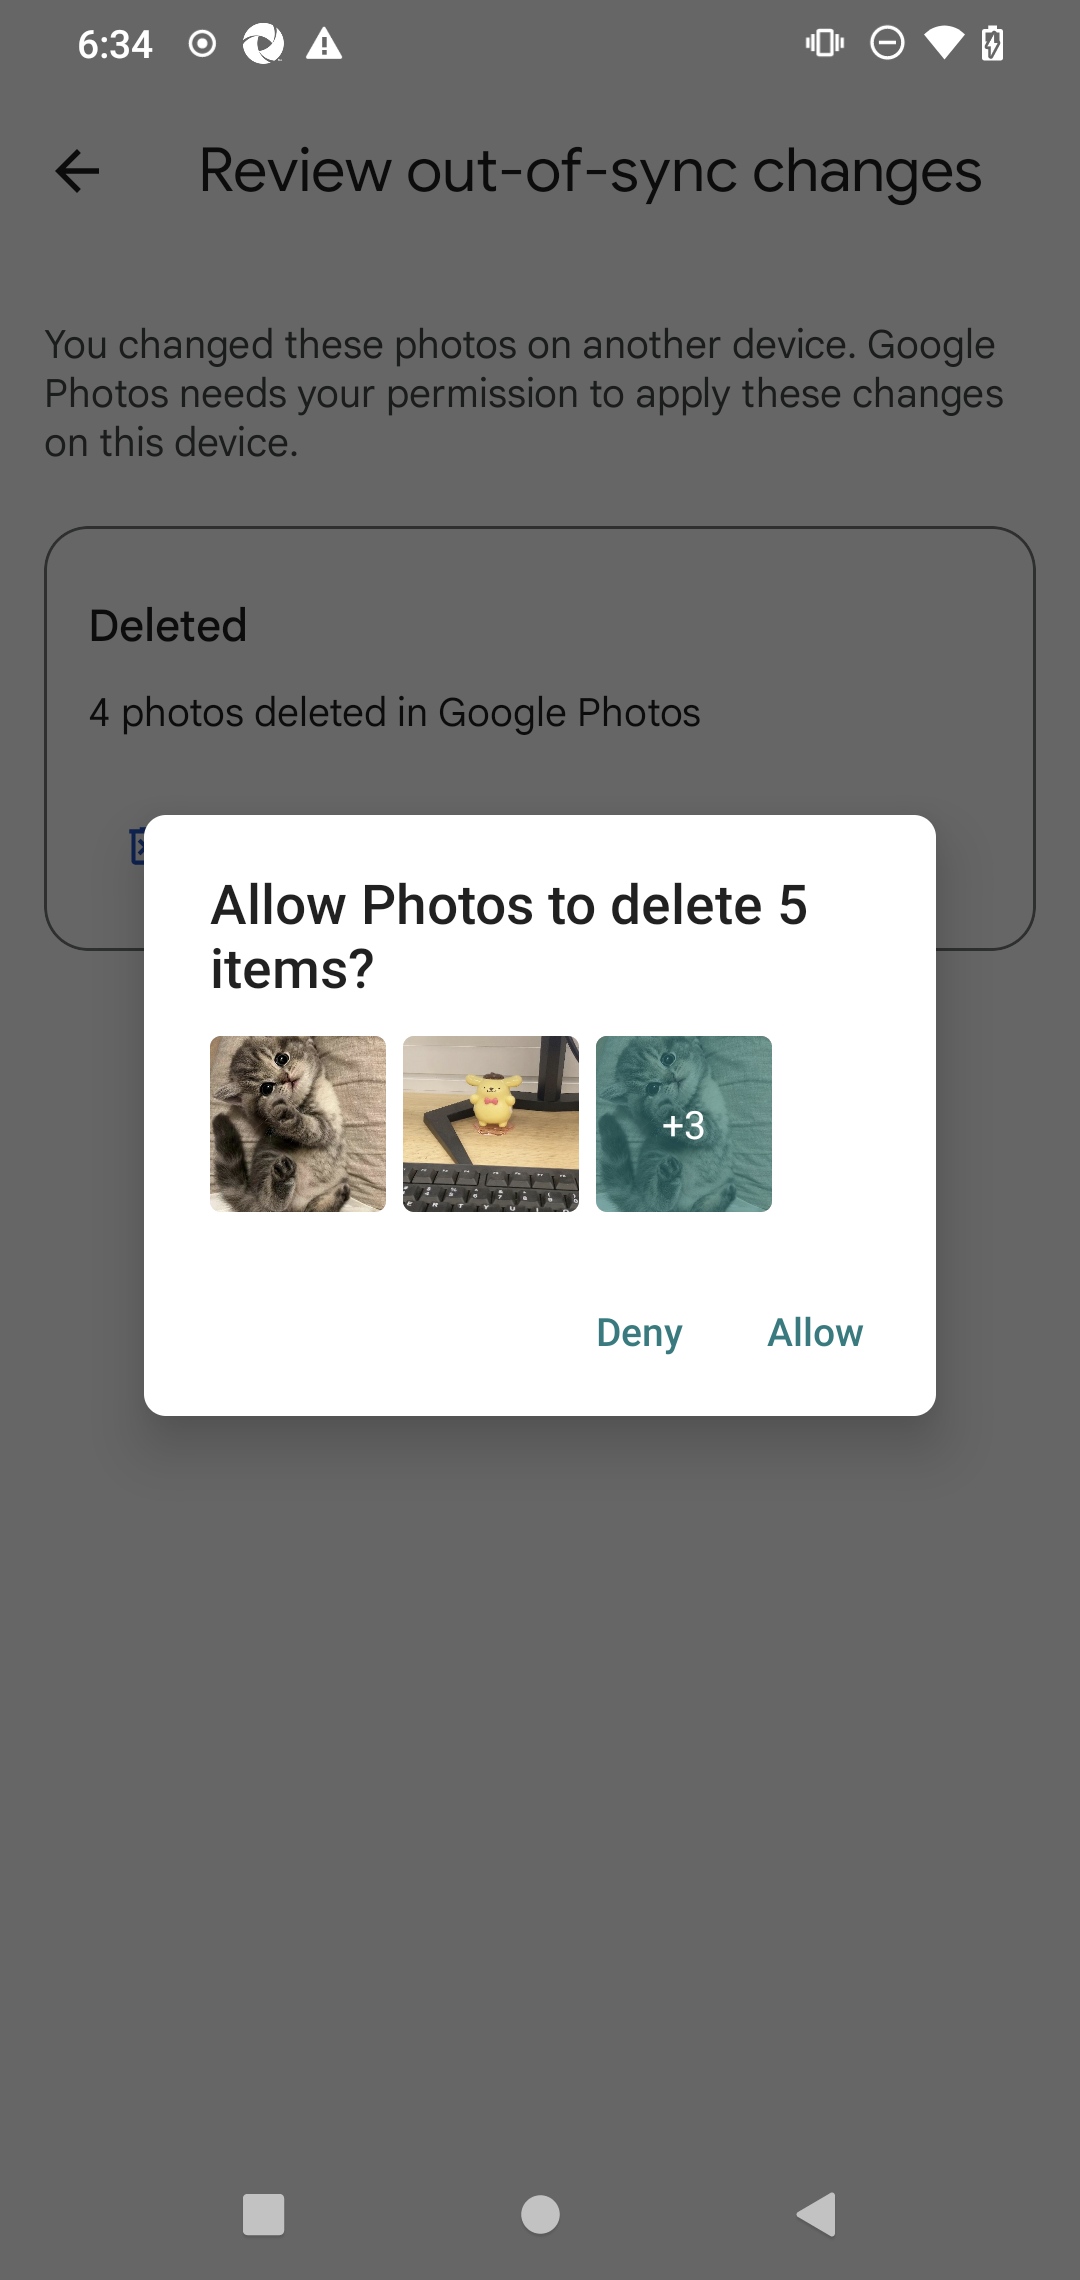 6:34
Review out-of-sync changes
You changed these photos on another device. Google
Photos needs your permission to apply these changes
on this device.
Deleted
4 photos deleted in Google Photos
Allow Photos to delete 5
items?
+3
Deny Allow